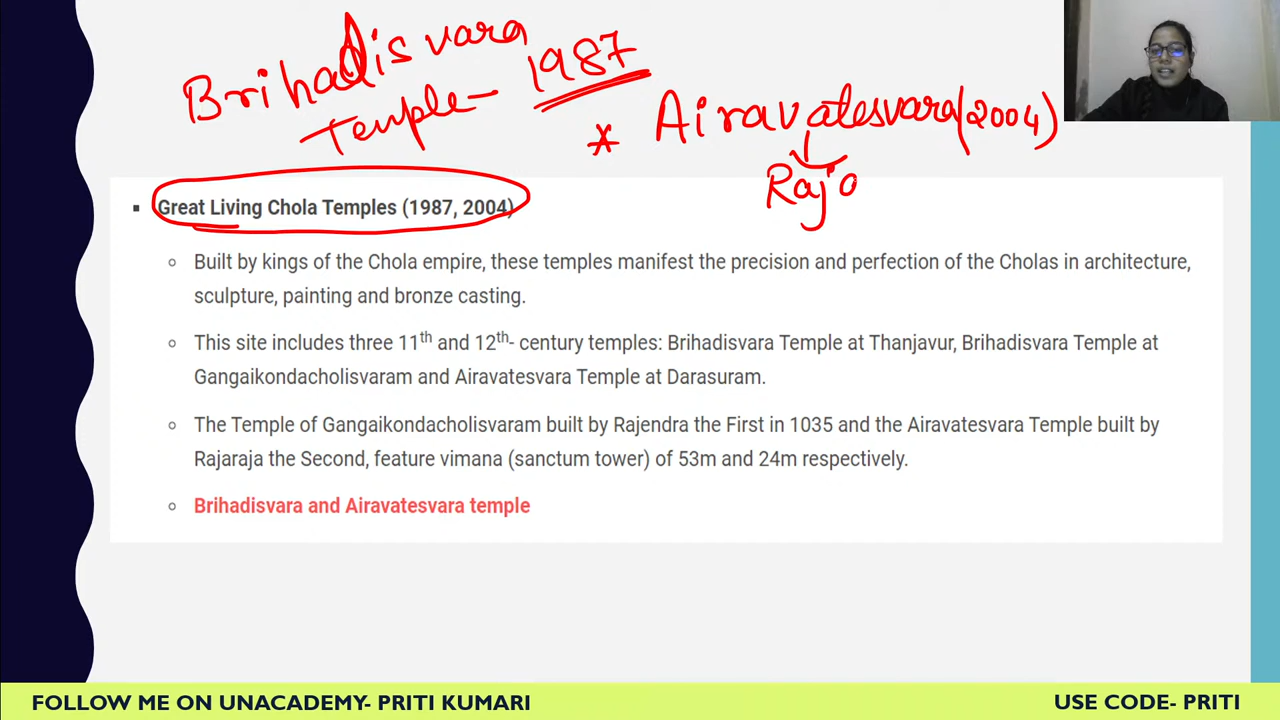 Brihadisvara
Temple- 1987
* Airavatesvara(2004)
Raja
Great Living Chola Temples (1987, 2004)
Built by kings of the Chola empire, these temples manifest the precision and perfection of the Cholas in architecture,
sculpture, painting and bronze casting.
This site includes three 11th and 12th- century temples: Brihadisvara Temple at Thanjavur, Brihadisvara Temple at
Gangaikondacholisvaram and Airavatesvara Temple at Darasuram.
The Temple of Gangaikondacholisvaram built by Rajendra the First in 1035 and the Airavatesvara Temple built by
Rajaraja the Second, feature vimana (sanctum tower) of 53m and 24m respectively.
Brihadisvara and Airavatesvara temple
FOLLOW ME ON UNACADEMY- PRITI KUMARI
USE CODE- PRITI